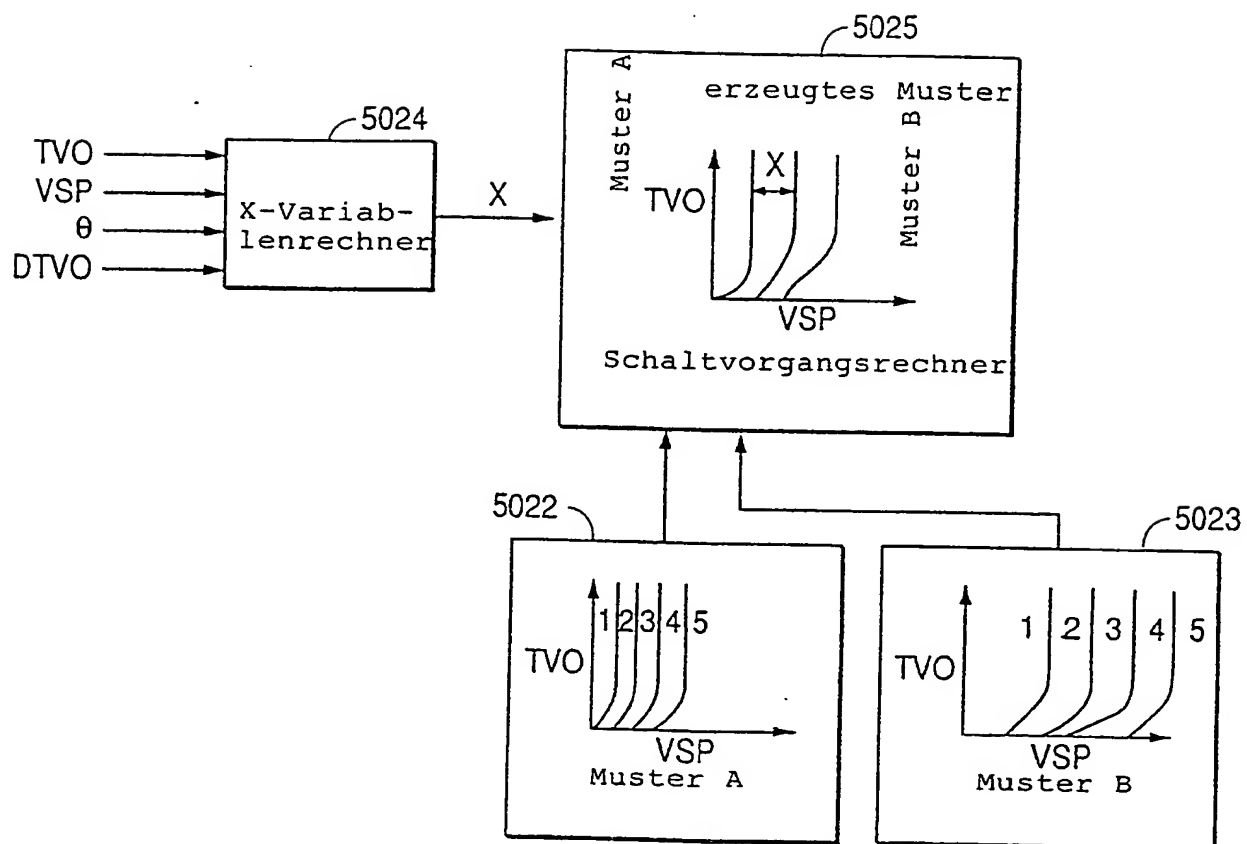 5025
Muster A
erzeugtes Muster
Muster B
X
TVO
VSP
Schaltvorgangsrechner
5024
TVO
VSP
θ
DTVO
X-Variab-
lenrechner
X
5022
1 2 3 4 5
TVO
VSP
Muster A
5023
1 2 3 4 5
TVO
VSP
Muster B